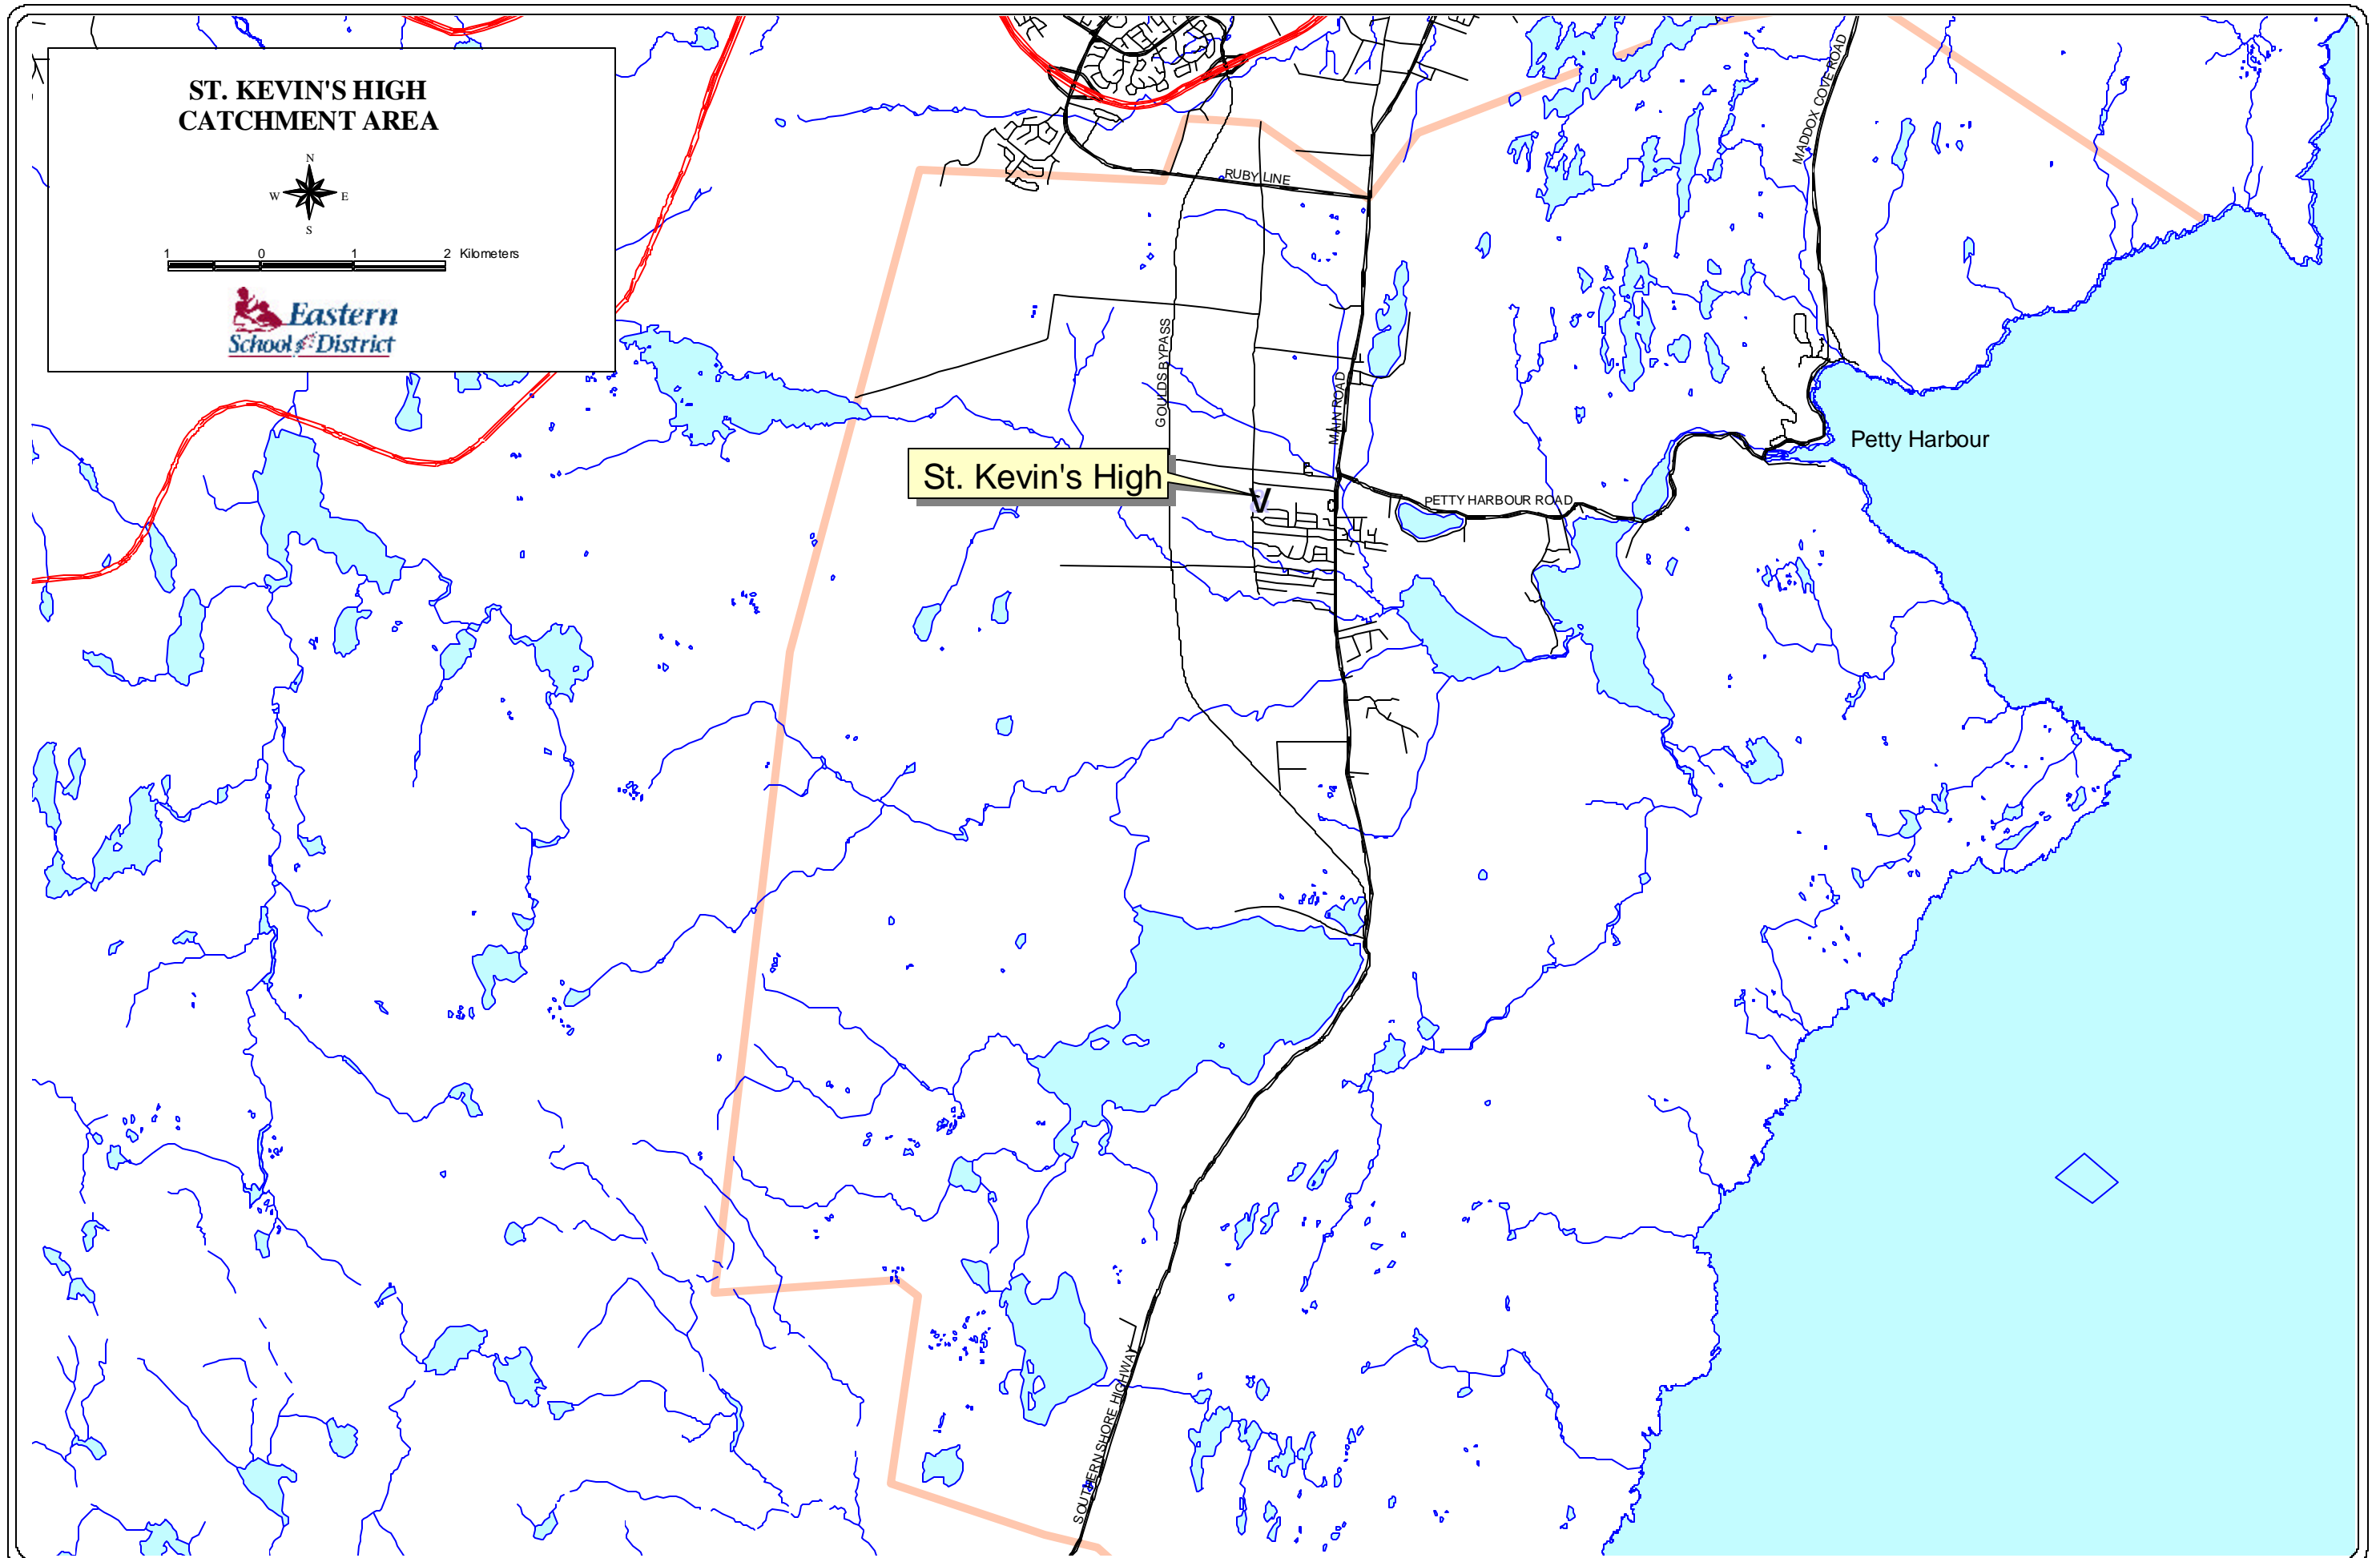 ST. KEVIN'S HIGH
CATCHMENT AREA
N
W E
S
1 0 1 2 Kilometers
Eastern
School District
RUBY LINE
MADDOX COVE ROAD
GOULDS BYPASS
MAIN ROAD
Petty Harbour
St. Kevin's High
PETTY HARBOUR ROAD
SOUTHERN SHORE HIGHWAY